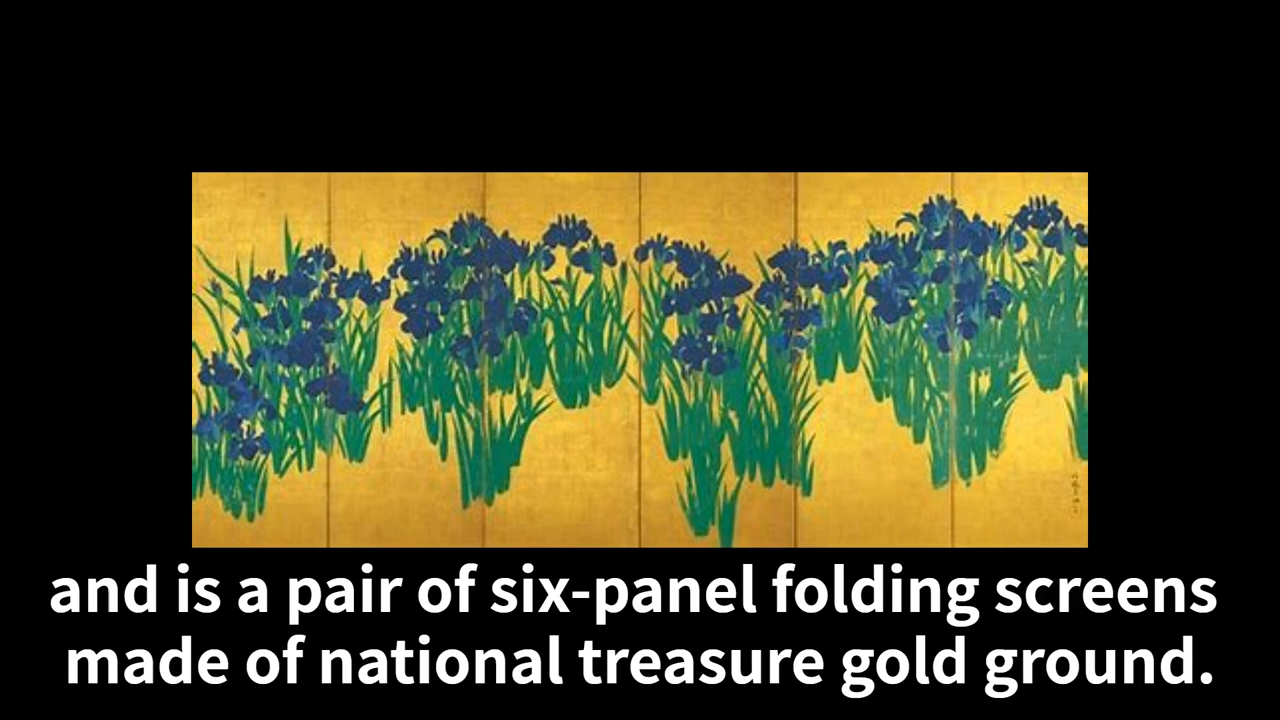 and is a pair of six-panel folding screens
made of national treasure gold ground.